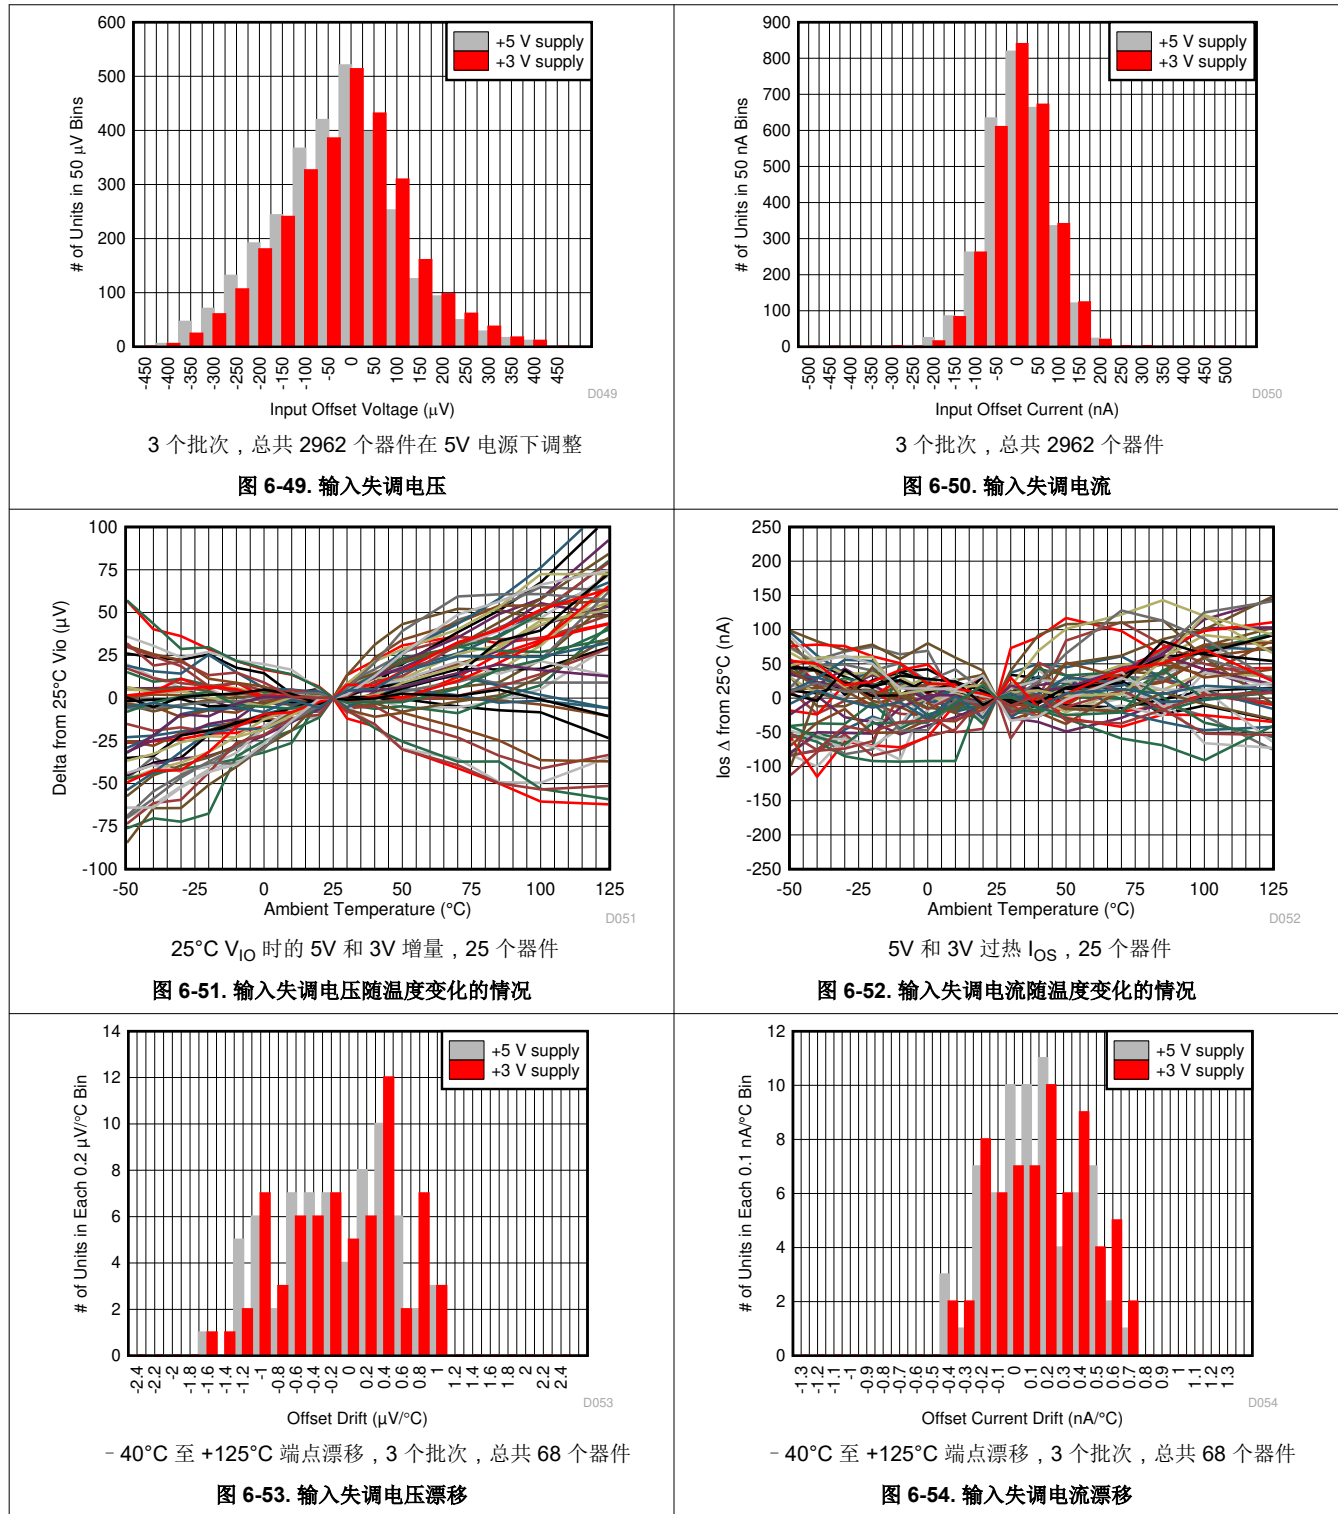 600
500
400
300
200
100
0
# of Units in 50 μV Bins
+5 V supply
+3 V supply
-450 -350 -300 -250 -200 -150 -100 -50 0 50 100 150 200 250 300 350 400 450
D049
Input Offset Voltage (μV)
3 个批次，总共 2962 个器件在 5V 电源下调整
图 6-49. 输入失调电压
900
800
700
600
500
400
300
200
100
0
# of Units in 50 nA Bins
+5 V supply
+3 V supply
-500 -450 -400 -350 -300 -250 -200 -150 -100 -50 0 50 100 150 200 250 300 350 400 450 500
D050
Input Offset Current (nA)
3 个批次，总共 2962 个器件
图 6-50. 输入失调电流
100
75
50
25
0
-25
-50
-75
-100
Delta from 25°C Vio (μV)
-50 -25 0 25 50 75 100 125
Ambient Temperature (°C)
D051
25°C VIO 时的 5V 和 3V 增量，25 个器件
图 6-51. 输入失调电压随温度变化的情况
250
200
150
100
50
0
-50
-100
-150
-200
-250
Ios Δ from 25°C (nA)
-50 -25 0 25 50 75 100 125
Ambient Temperature (°C)
D052
5V 和 3V 过热 IOS，25 个器件
图 6-52. 输入失调电流随温度变化的情况
14
12
10
8
6
4
2
0
# of Units in Each 0.2 μV/°C Bin
+5 V supply
+3 V supply
-2.4 -2.2 -2 -1.8 -1.6 -1.4 -1.2 -1 -0.8 -0.6 -0.4 -0.2 0 0.2 0.4 0.6 0.8 1 1.2 1.4 1.6 1.8 2 2.2 2.4
D053
Offset Drift (μV/°C)
﹣40°C 至 +125°C 端点漂移，3 个批次，总共 68 个器件
图 6-53. 输入失调电压漂移
12
10
8
6
4
2
0
# of Units in Each 0.1 nA/°C Bin
+5 V supply
+3 V supply
-1.3 -1.2 -1.1 -1 -0.9 -0.8 -0.7 -0.6 -0.5 -0.4 -0.3 -0.2 -0.1 0 0.1 0.2 0.3 0.4 0.5 0.6 0.7 0.8 0.9 1 1.1 1.2 1.3
D054
Offset Current Drift (nA/°C)
﹣40°C 至 +125°C 端点漂移，3 个批次，总共 68 个器件
图 6-54. 输入失调电流漂移